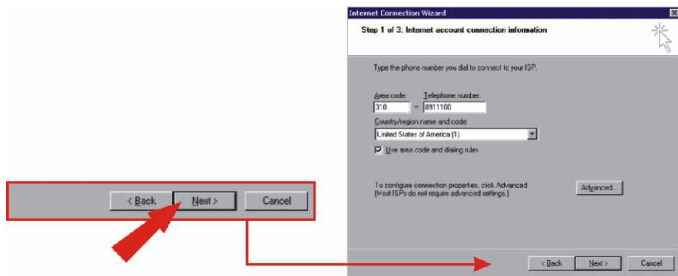 Internet Connection Wizard
Step 1 of 3: Internet account connection information
Type the phone number you dial to connect to your ISP.
Area code: Telephone number:
310 - 8911100
Country/region name and code:
United States of America (1)
Use area code and dialing rules
To configure connection properties, click Advanced.
(Most ISPs do not require advanced settings.)
Advanced...
< Back Next > Cancel
< Back Next > Cancel